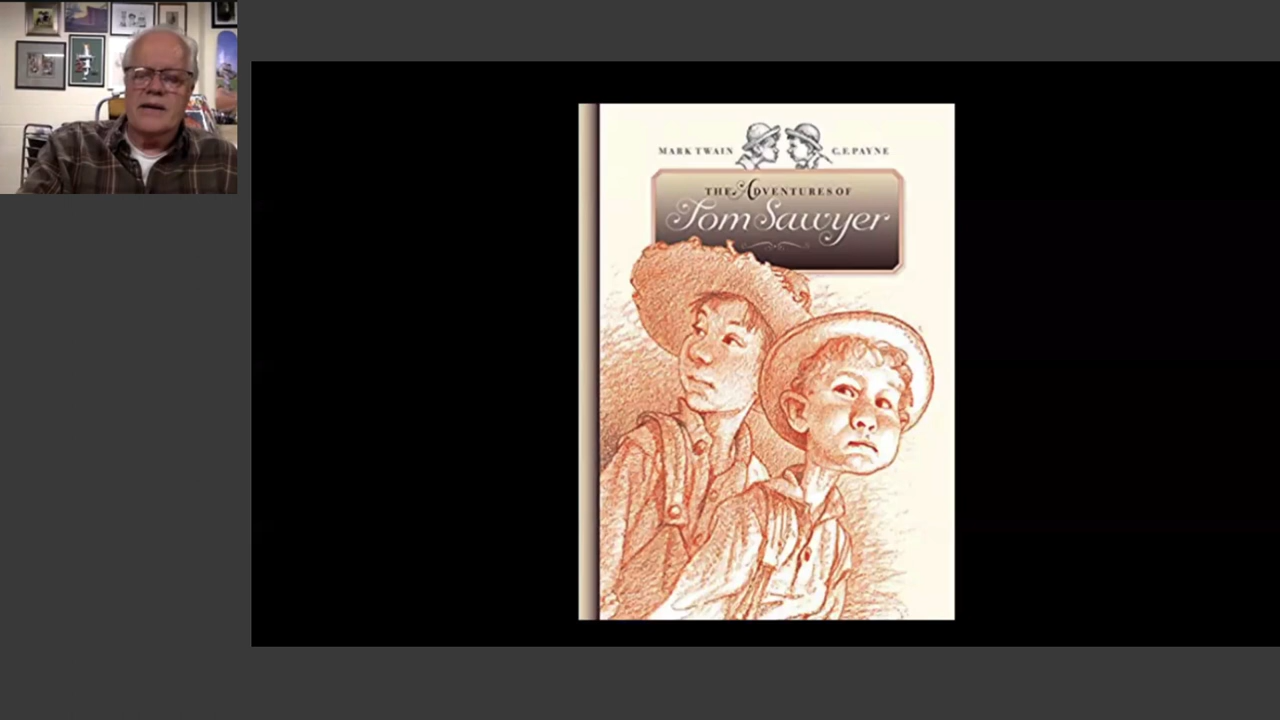 MARK TWAIN C.F. PAYNE
THE ADVENTURES OF
Tom Sawyer